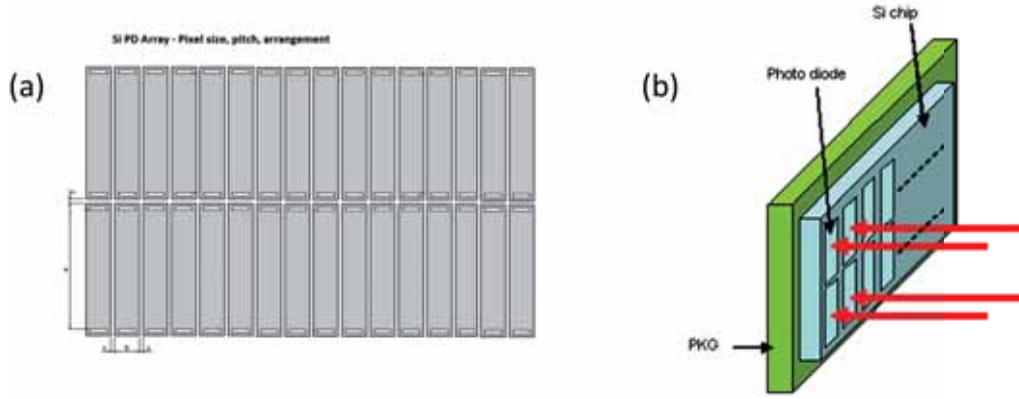 Si PD Array - Pixel size, pitch, arrangement
(a)
(b)
Si chip
Photo diode
PKG